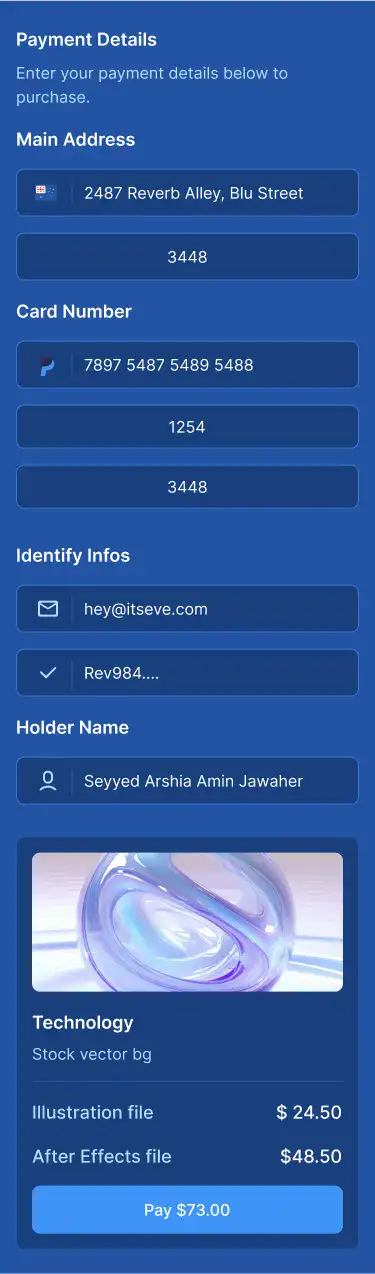 Payment Details
Enter your payment details below to
purchase.
Main Address
2487 Reverb Alley, Blu Street
3448
Card Number
7897 5487 5489 5488
1254
3448
Identify Infos
hey@itseve.com
Rev984....
Holder Name
Seyyed Arshia Amin Jawaher
Technology
Stock vector bg
Illustration file $ 24.50
After Effects file $48.50
Pay $73.00